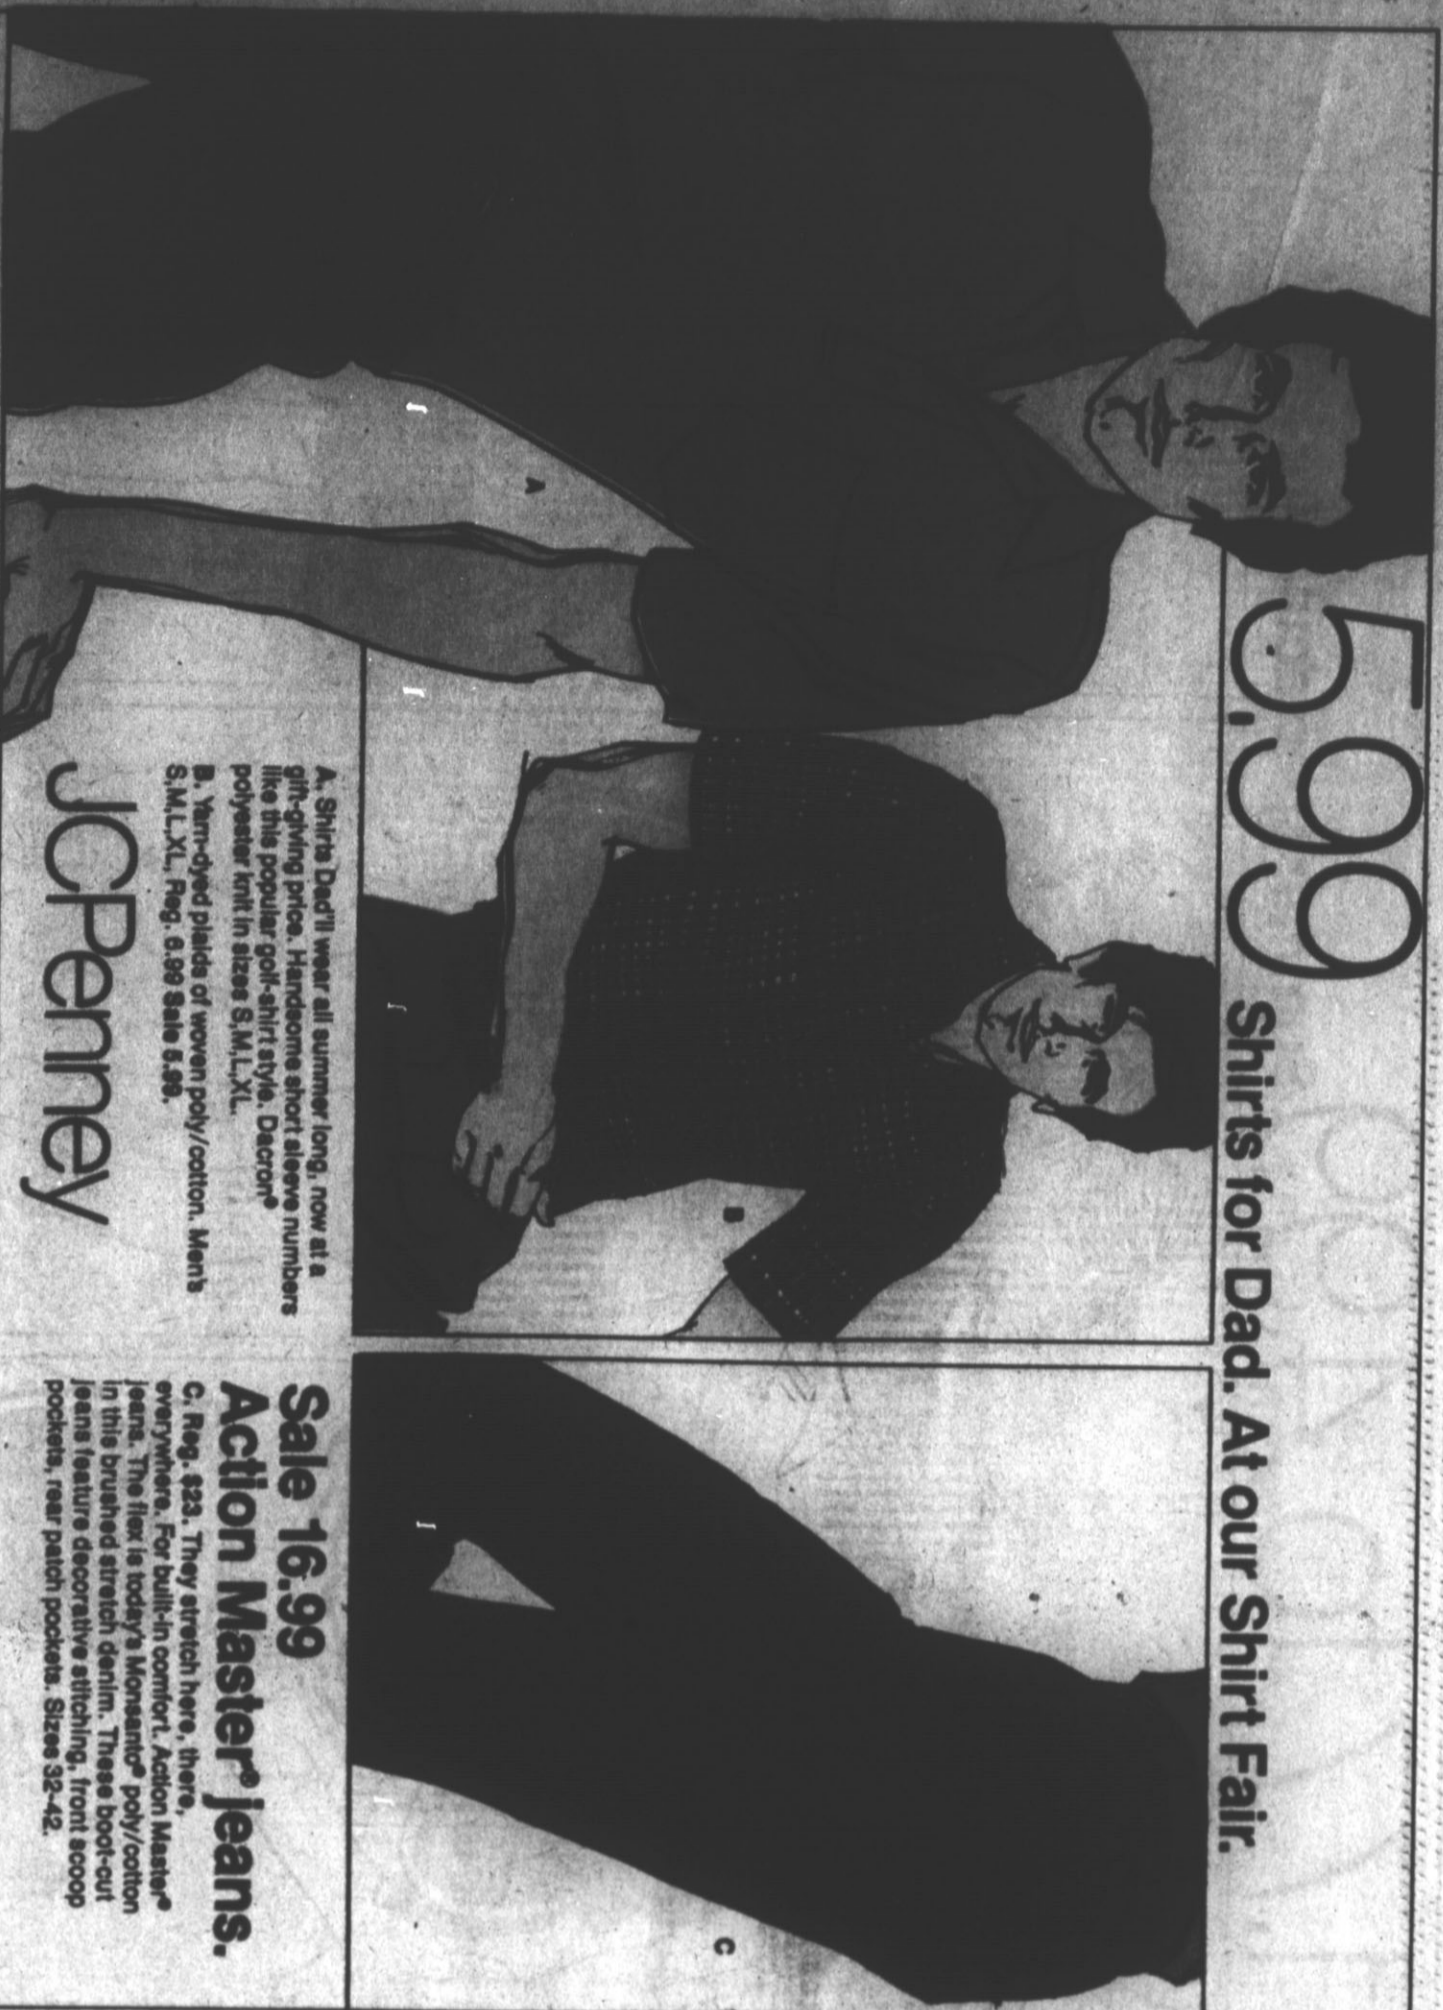 5.99 Shirts for Dad. At our Shirt Fair.
A
B
C
A. Shirts Dad'll wear all summer long, now at a
gift-giving price. Handsome short sleeve numbers
like this popular golf-shirt style. Dacron®
polyester knit in sizes S,M,L,XL.
B. Yarn-dyed plaids of woven poly/cotton. Men's
S,M,L,XL, Reg. 6.99 Sale 5.99.
JCPenney
Sale 16.99
Action Master® jeans.
C. Reg. $23. They stretch here, there,
everywhere. For built-in comfort. Action Master®
jeans. The flex is today's Monsanto® poly/cotton
in this brushed stretch denim. These boot-cut
jeans feature decorative stitching, front scoop
pockets, rear patch pockets. Sizes 32-42.